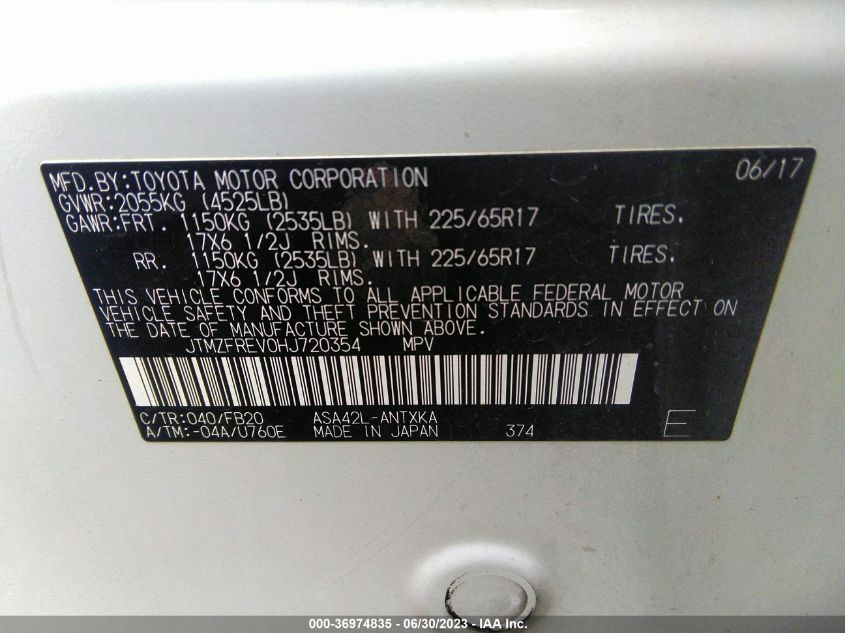 MFD.BY:TOYOTA MOTOR CORPORATION 06/17
GVWR:2055KG (4525LB)
GAWR:FRT. 1150KG (2535LB) WITH 225/65R17 TIRES.
17X6 1/2J RIMS.
RR. 1150KG (2535LB) WITH 225/65R17 TIRES.
17X6 1/2J RIMS.
THIS VEHICLE CONFORMS TO ALL APPLICABLE FEDERAL MOTOR
VEHICLE SAFETY AND THEFT PREVENTION STANDARDS IN EFFECT ON
THE DATE OF MANUFACTURE SHOWN ABOVE.
JTMZFREV0HJ720354 MPV
C/TR:040/FB20 ASA42L-ANTXKA
A/TM:-04A/U760E MADE IN JAPAN 374 E
000-36974835 - 06/30/2023 - IAA Inc.